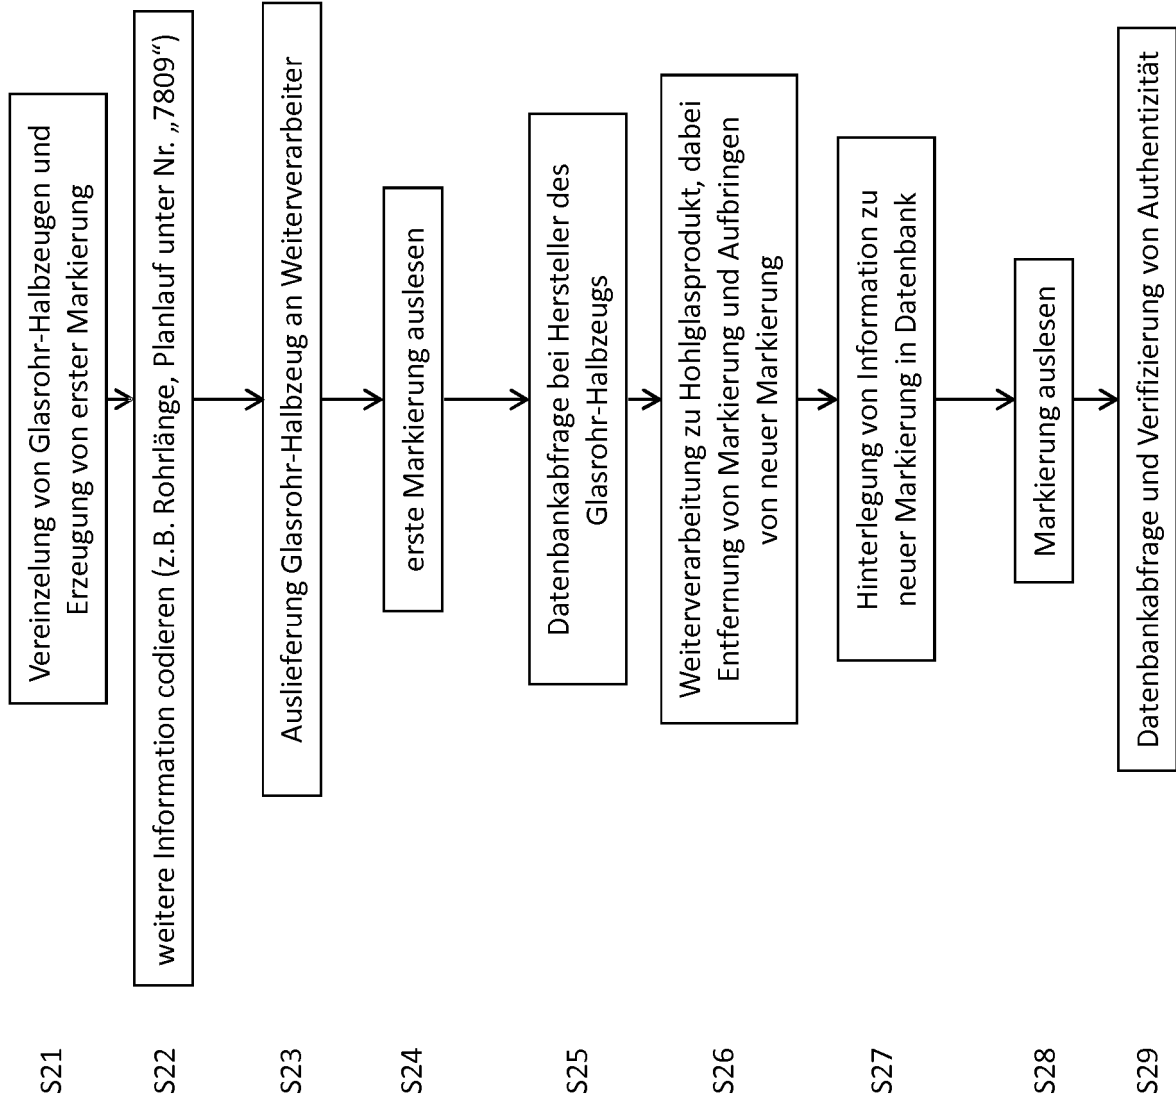 S21
Vereinzelung von Glasrohr-Halbzeugen und
Erzeugung von erster Markierung
S22
weitere Information codieren (z.B. Rohrlänge, Planlauf unter Nr. „7809“)
S23
Auslieferung Glasrohr-Halbzeug an Weiterverarbeiter
S24
erste Markierung auslesen
S25
Datenbankabfrage bei Hersteller des
Glasrohr-Halbzeugs
S26
Weiterverarbeitung zu Hohlglasprodukt, dabei
Entfernung von Markierung und Aufbringen
von neuer Markierung
S27
Hinterlegung von Information zu
neuer Markierung in Datenbank
S28
Markierung auslesen
S29
Datenbankabfrage und Verifizierung von Authentizität